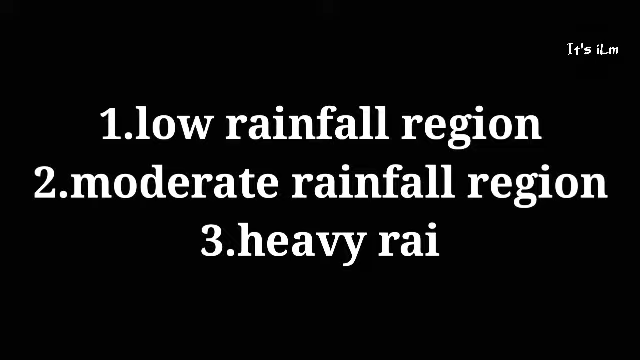 It's iLm
1.low rainfall region
2.moderate rainfall region
3.heavy rai